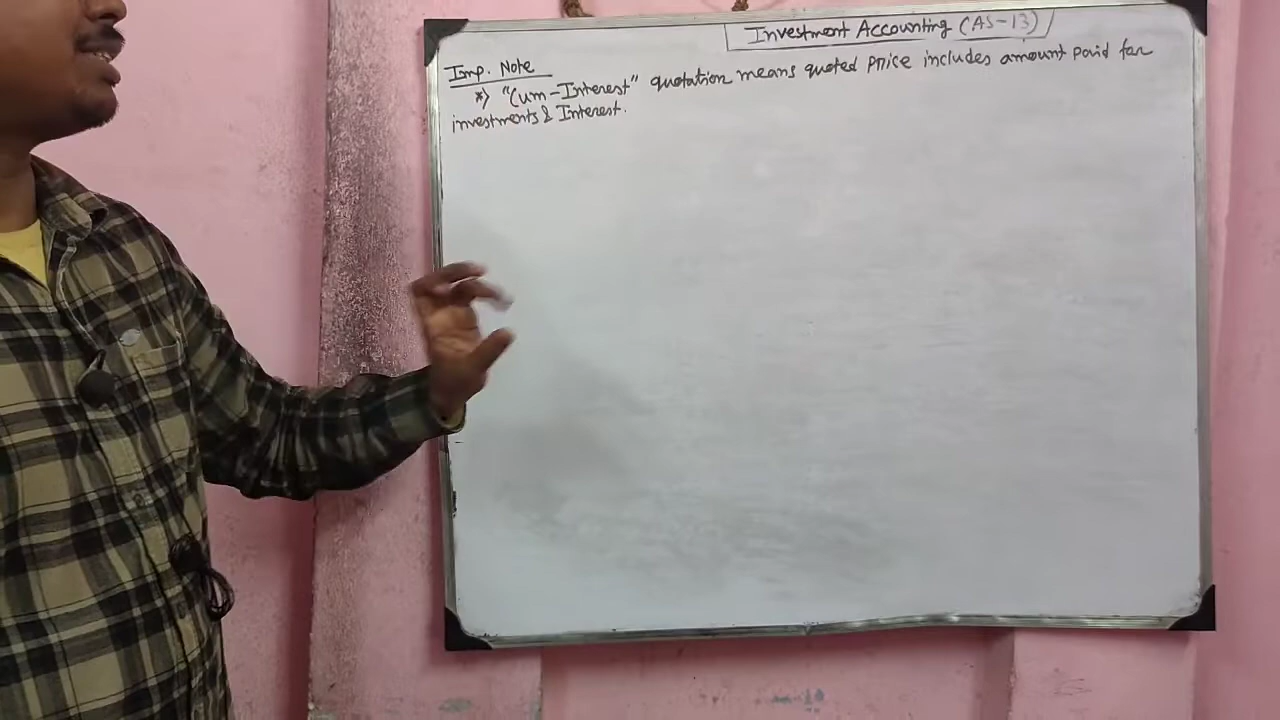 Investment Accounting (AS-13)
Imp. Note
*) "Cum-Interest" quotation means quoted price includes amount paid for
investments & Interest.